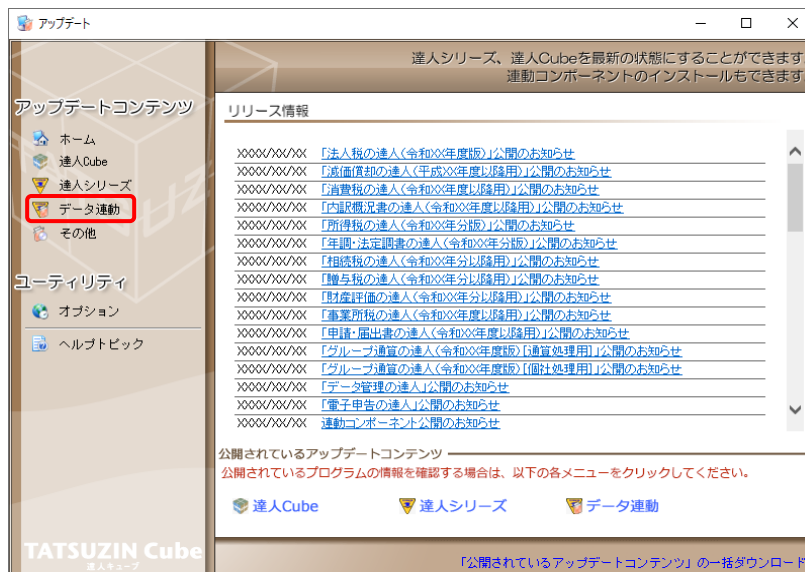 アップデート
達人シリーズ、達人Cubeを最新の状態にすることができます
連動コンポーネントのインストールもできます
アップデートコンテンツ
ホーム
達人Cube
達人シリーズ
データ連動
その他
ユーティリティ
オプション
ヘルプトピック
リリース情報
XXXX/XX/XX 「法人税の達人(令和XX年度版)」公開のお知らせ
XXXX/XX/XX 「減価償却の達人(平成XX年度以降用)」公開のお知らせ
XXXX/XX/XX 「消費税の達人(令和XX年度以降用)」公開のお知らせ
XXXX/XX/XX 「内訳概況書の達人(令和XX年度以降用)」公開のお知らせ
XXXX/XX/XX 「所得税の達人(令和XX年分版)」公開のお知らせ
XXXX/XX/XX 「年調・法定調書の達人(令和XX年分版)」公開のお知らせ
XXXX/XX/XX 「相続税の達人(令和XX年分以降用)」公開のお知らせ
XXXX/XX/XX 「贈与税の達人(令和XX年分以降用)」公開のお知らせ
XXXX/XX/XX 「財産評価の達人(令和XX年分以降用)」公開のお知らせ
XXXX/XX/XX 「事業所税の達人(令和XX年分以降用)」公開のお知らせ
XXXX/XX/XX 「申請・届出書の達人(令和XX年度以降用)」公開のお知らせ
XXXX/XX/XX 「グループ通算の達人(令和XX年度版)[通算処理用]」公開のお知らせ
XXXX/XX/XX 「グループ通算の達人(令和XX年度版)[個社処理用]」公開のお知らせ
XXXX/XX/XX 「データ管理の達人」公開のお知らせ
XXXX/XX/XX 「電子申告の達人」公開のお知らせ
XXXX/XX/XX 連動コンポーネント公開のお知らせ
公開されているアップデートコンテンツ
公開されているプログラムの情報を確認する場合は、以下の各メニューをクリックしてください。
達人Cube 達人シリーズ データ連動
TATSUZIN Cube
達人キューブ
「公開されているアップデートコンテンツ」の一括ダウンロード